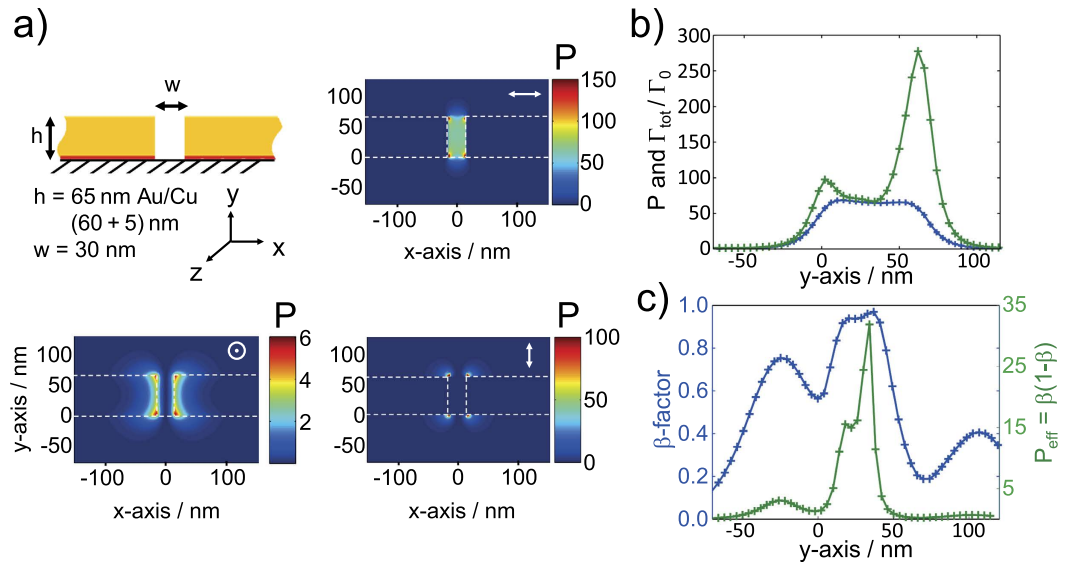 a)
w
h
h = 65 nm Au/Cu
(60 + 5) nm
w = 30 nm
y
x
z
P
150
100
50
0
100
50
0
-50
-100 0 100
x-axis / nm
P
6
4
2
100
50
0
-50
y-axis / nm
-100 0 100
x-axis / nm
P
100
50
0
100
50
0
-50
-100 0 100
x-axis / nm
b)
300
250
200
150
100
50
0
P and Γtot / Γ0
-50 0 50 100
y-axis / nm
c)
1.0
0.8
0.6
0.4
0.2
0.0
β-factor
35
25
15
5
Peff = β(1-β)
-50 0 50 100
y-axis / nm